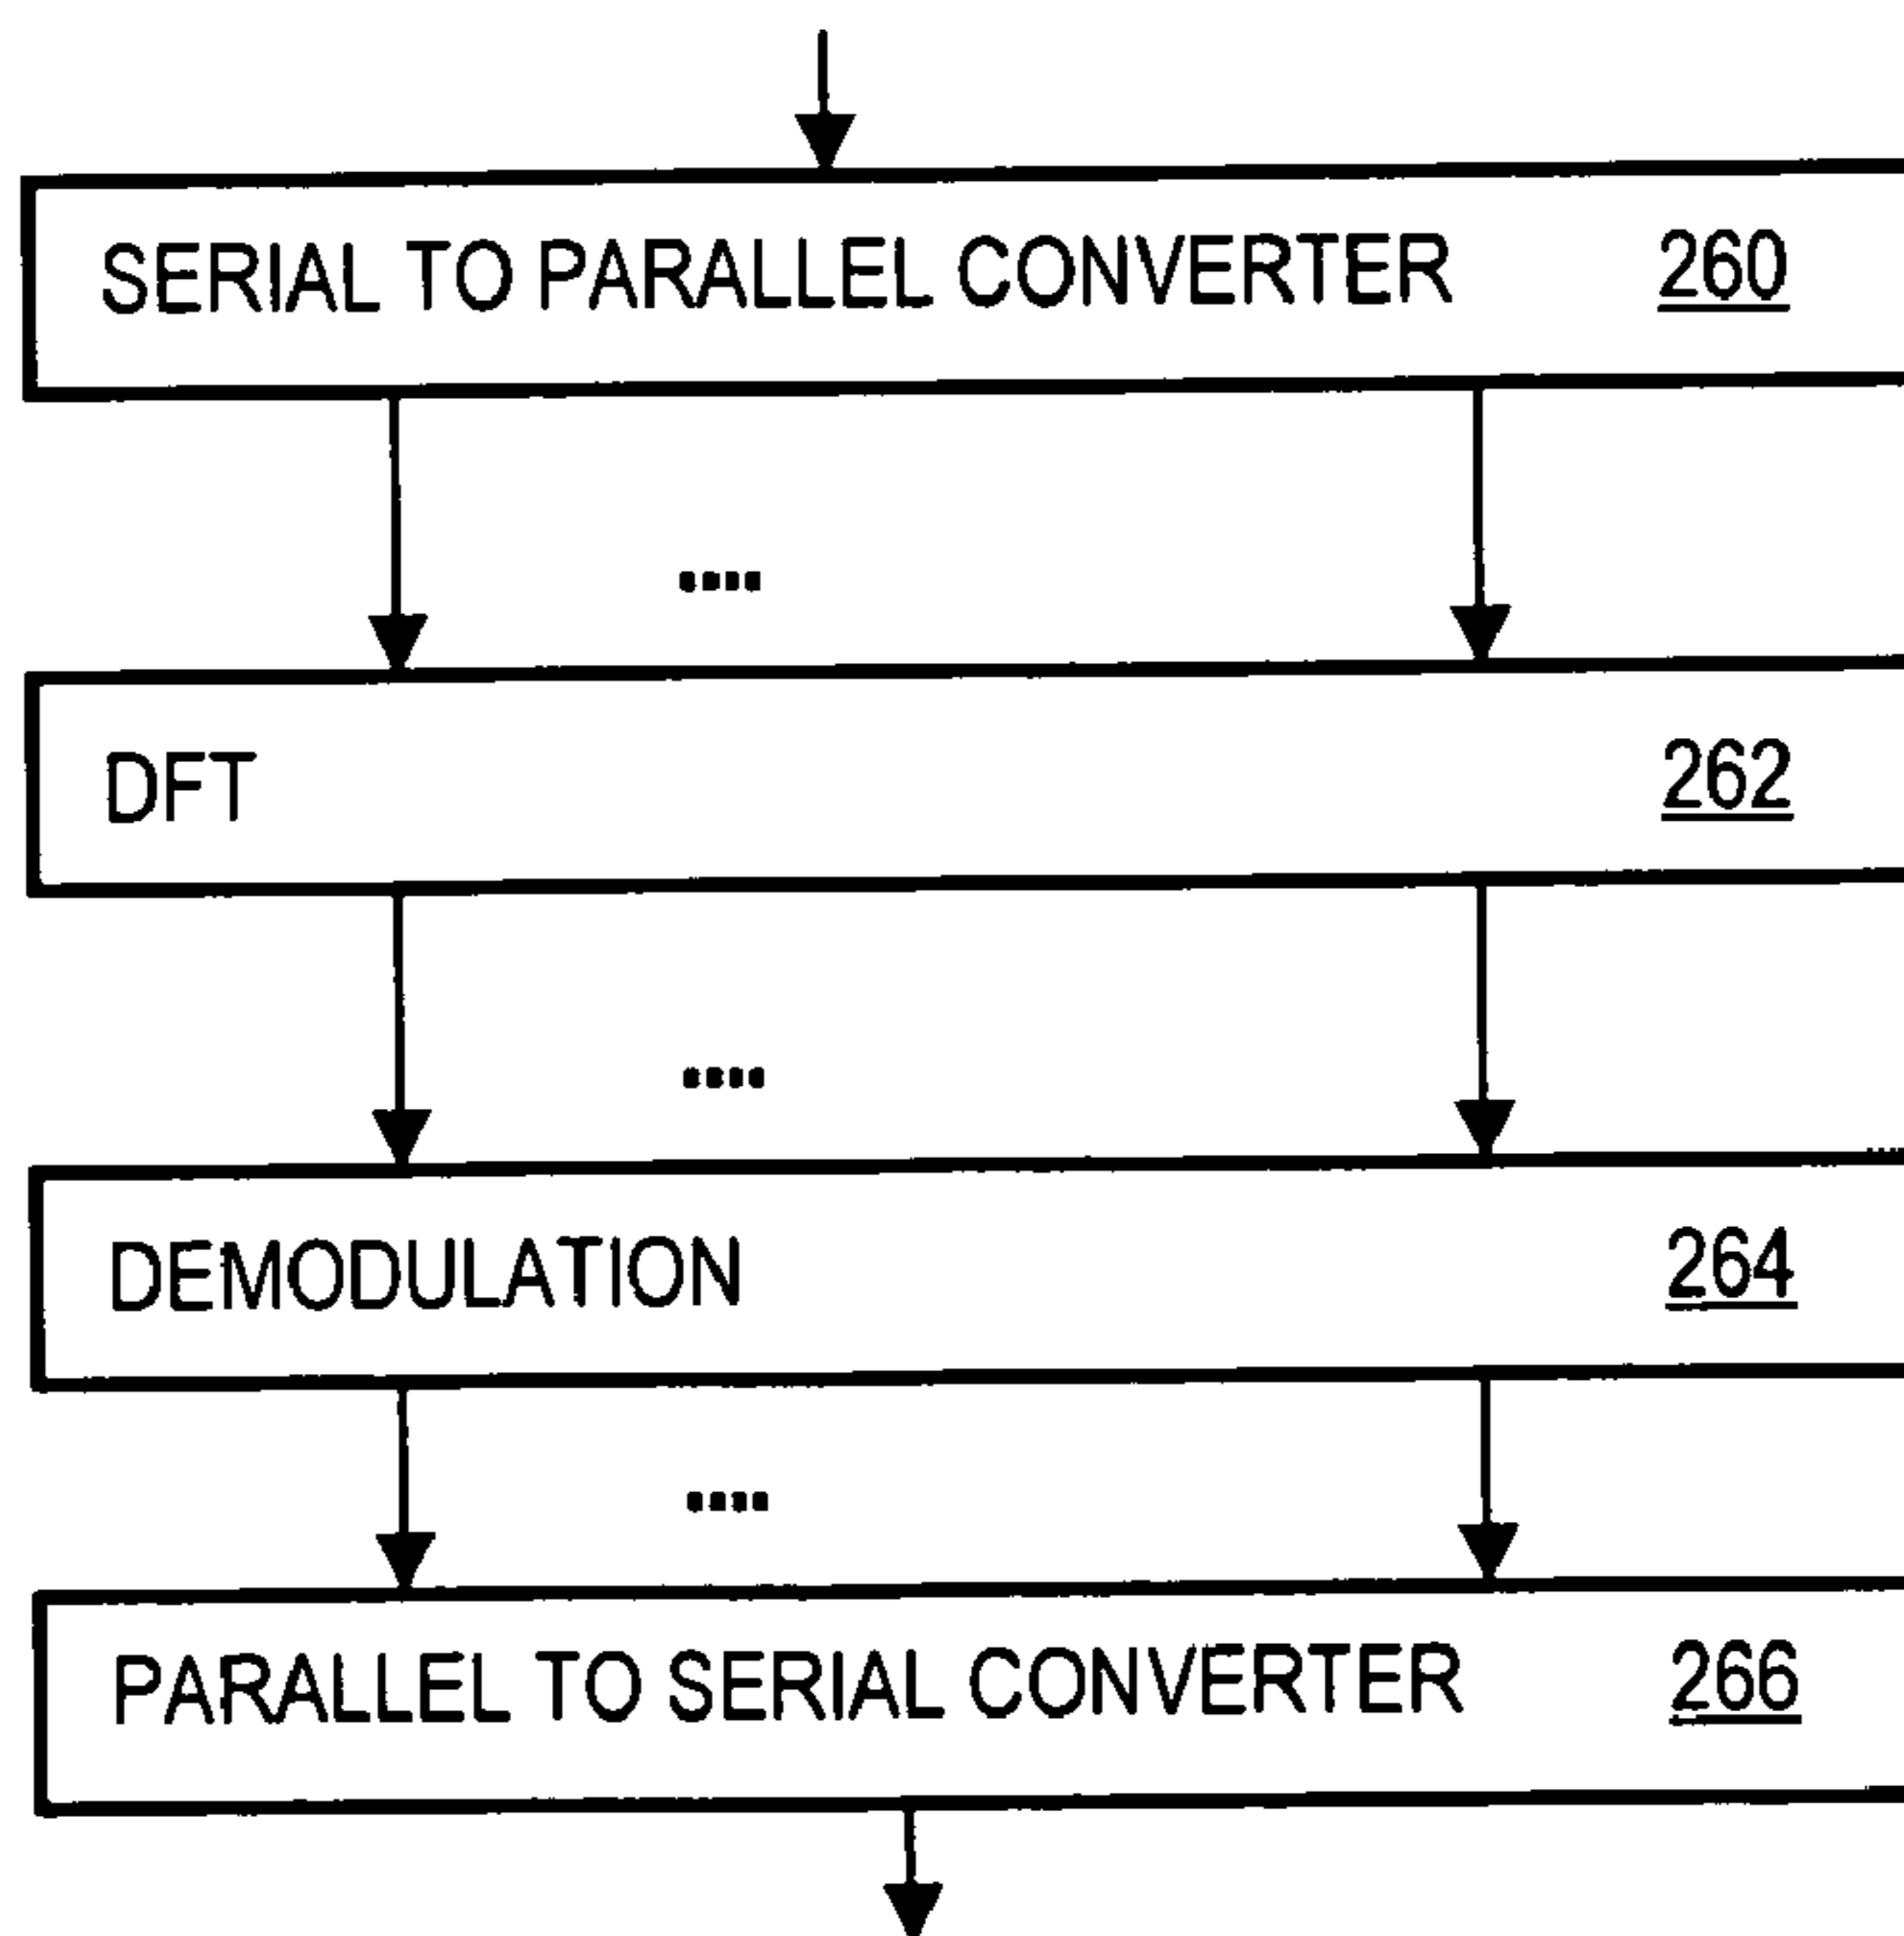 SERIAL TO PARALLEL CONVERTER 260
....
DFT 262
....
DEMODULATION 264
....
PARALLEL TO SERIAL CONVERTER 266